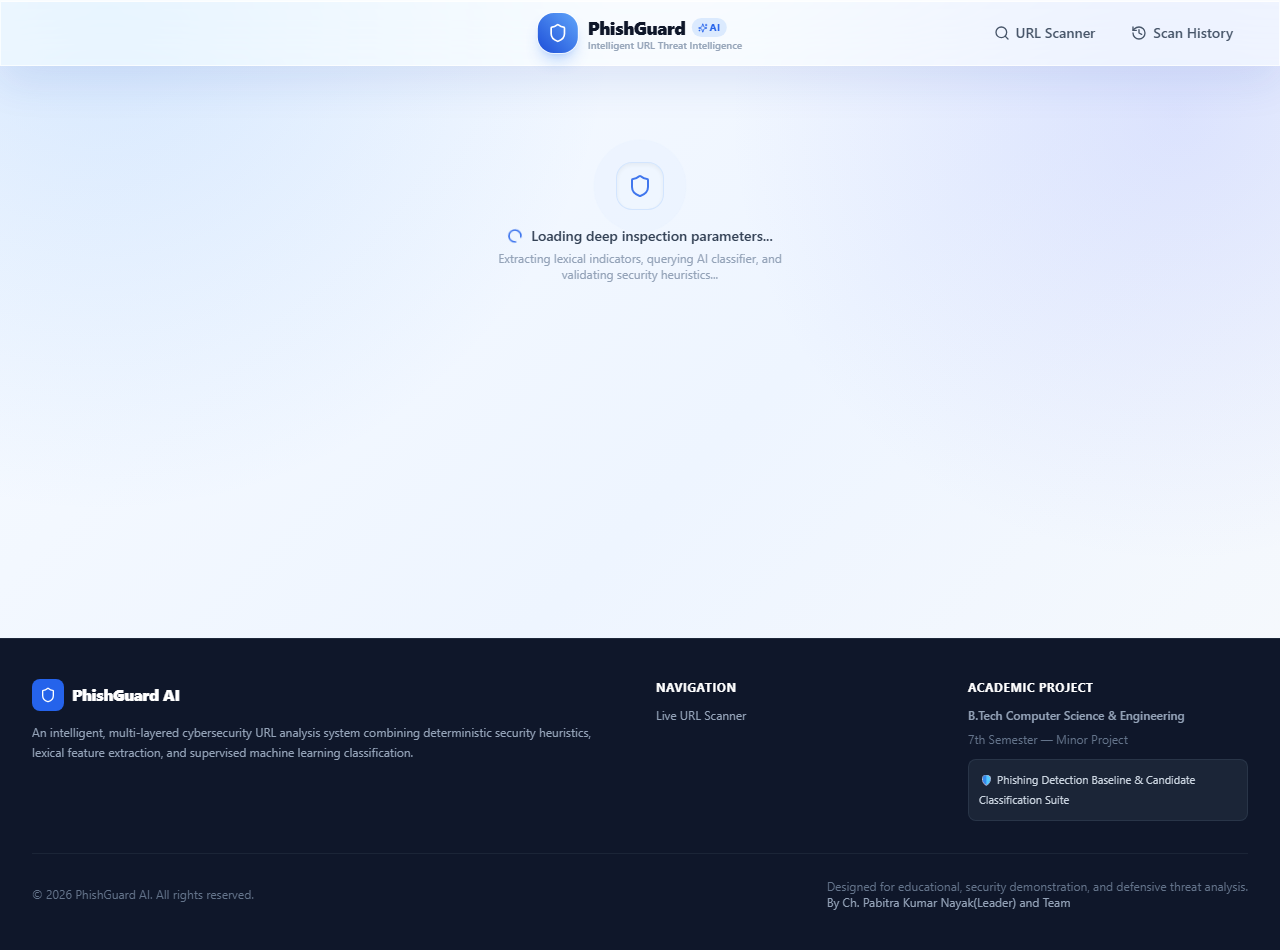 PhishGuard AI
Intelligent URL Threat Intelligence
URL Scanner
Scan History
Loading deep inspection parameters...
Extracting lexical indicators, querying AI classifier, and
validating security heuristics...
PhishGuard AI
An intelligent, multi-layered cybersecurity URL analysis system combining deterministic security heuristics,
lexical feature extraction, and supervised machine learning classification.
NAVIGATION
Live URL Scanner
ACADEMIC PROJECT
B.Tech Computer Science & Engineering
7th Semester — Minor Project
Phishing Detection Baseline & Candidate
Classification Suite
© 2026 PhishGuard AI. All rights reserved.
Designed for educational, security demonstration, and defensive threat analysis.
By Ch. Pabitra Kumar Nayak(Leader) and Team